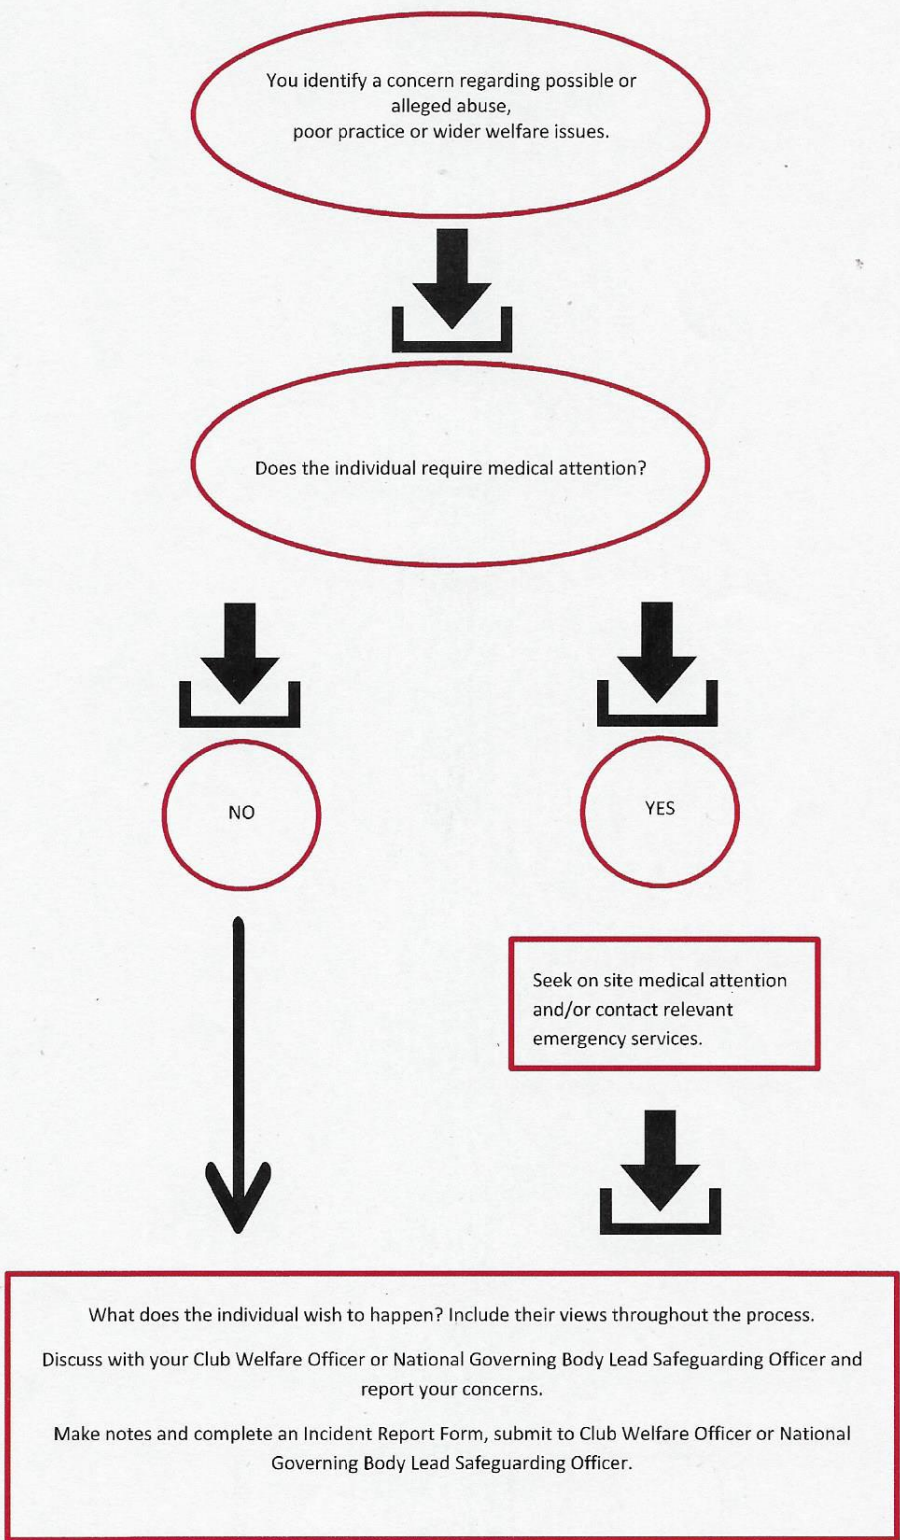 You identify a concern regarding possible or
alleged abuse,
poor practice or wider welfare issues.
Does the individual require medical attention?
NO
YES
Seek on site medical attention
and/or contact relevant
emergency services.
What does the individual wish to happen? Include their views throughout the process.
Discuss with your Club Welfare Officer or National Governing Body Lead Safeguarding Officer and
report your concerns.
Make notes and complete an Incident Report Form, submit to Club Welfare Officer or National
Governing Body Lead Safeguarding Officer.